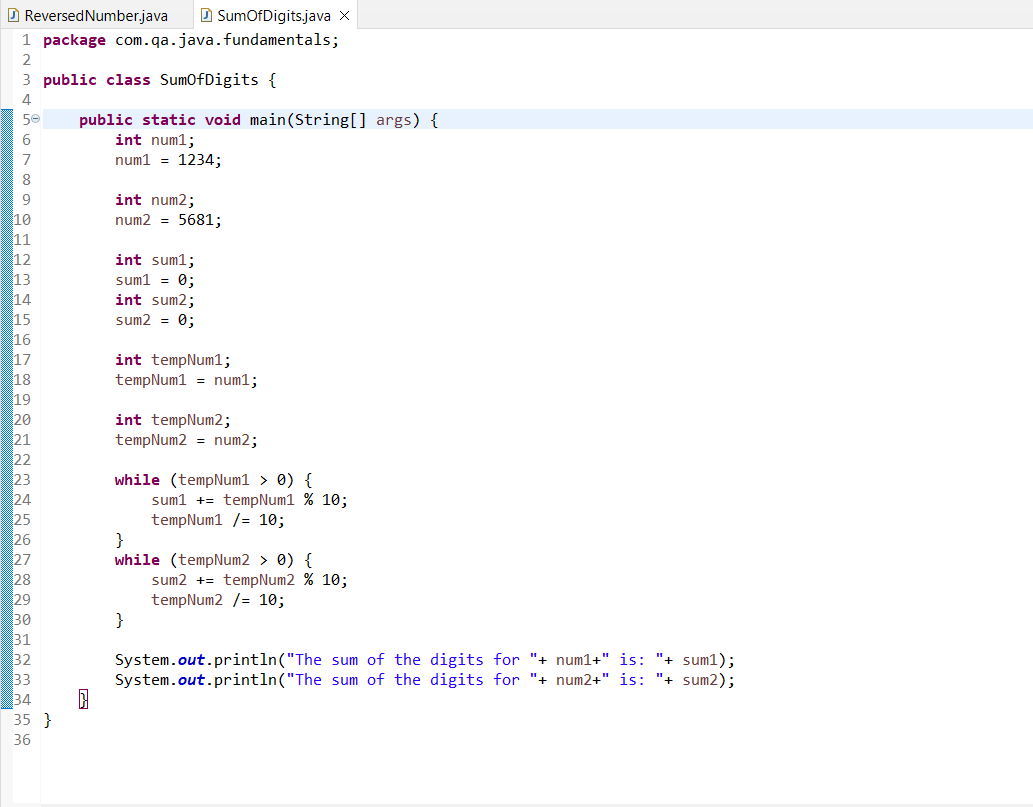 ReversedNumber.java SumOfDigits.java
1 package com.qa.java.fundamentals;
2
3 public class SumOfDigits {
4
5 public static void main(String[] args) {
6 int num1;
7 num1 = 1234;
8
9 int num2;
10 num2 = 5681;
11
12 int sum1;
13 sum1 = 0;
14 int sum2;
15 sum2 = 0;
16
17 int tempNum1;
18 tempNum1 = num1;
19
20 int tempNum2;
21 tempNum2 = num2;
22
23 while (tempNum1 > 0) {
24 sum1 += tempNum1 % 10;
25 tempNum1 /= 10;
26 }
27 while (tempNum2 > 0) {
28 sum2 += tempNum2 % 10;
29 tempNum2 /= 10;
30 }
31
32 System.out.println("The sum of the digits for "+ num1+" is: "+ sum1);
33 System.out.println("The sum of the digits for "+ num2+" is: "+ sum2);
34 }
35 }
36